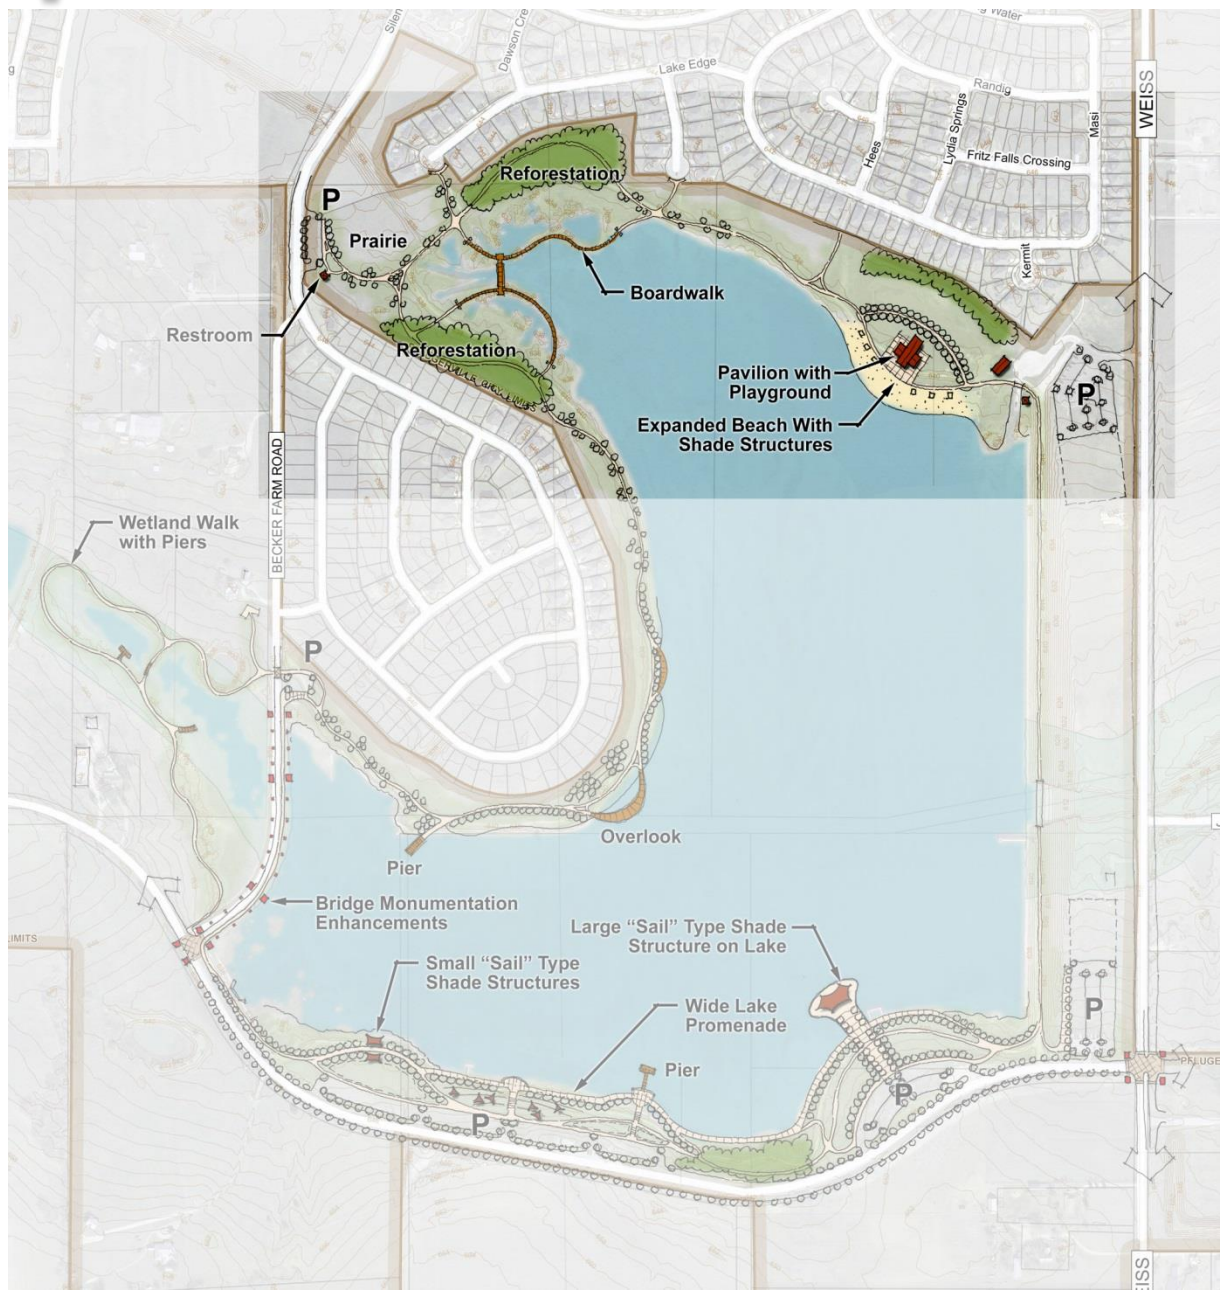 Silen
Dawson Cre
Water
Lake Edge
WEISS
Randig
Lydia Springs
Masi
Hees
Fritz Falls Crossing
Reforestation
P
Prairie
Kermit
Boardwalk
Restroom
Reforestation
Pavilion with
Playground
P
Expanded Beach With
Shade Structures
BECKER FARM ROAD
Wetland Walk
with Piers
P
Overlook
Pier
Bridge Monumentation
Enhancements
Large “Sail” Type Shade
Structure on Lake
LIMITS
Small “Sail” Type
Shade Structures
Wide Lake
Promenade
P
Pier
PFLUGE
P
P
EISS